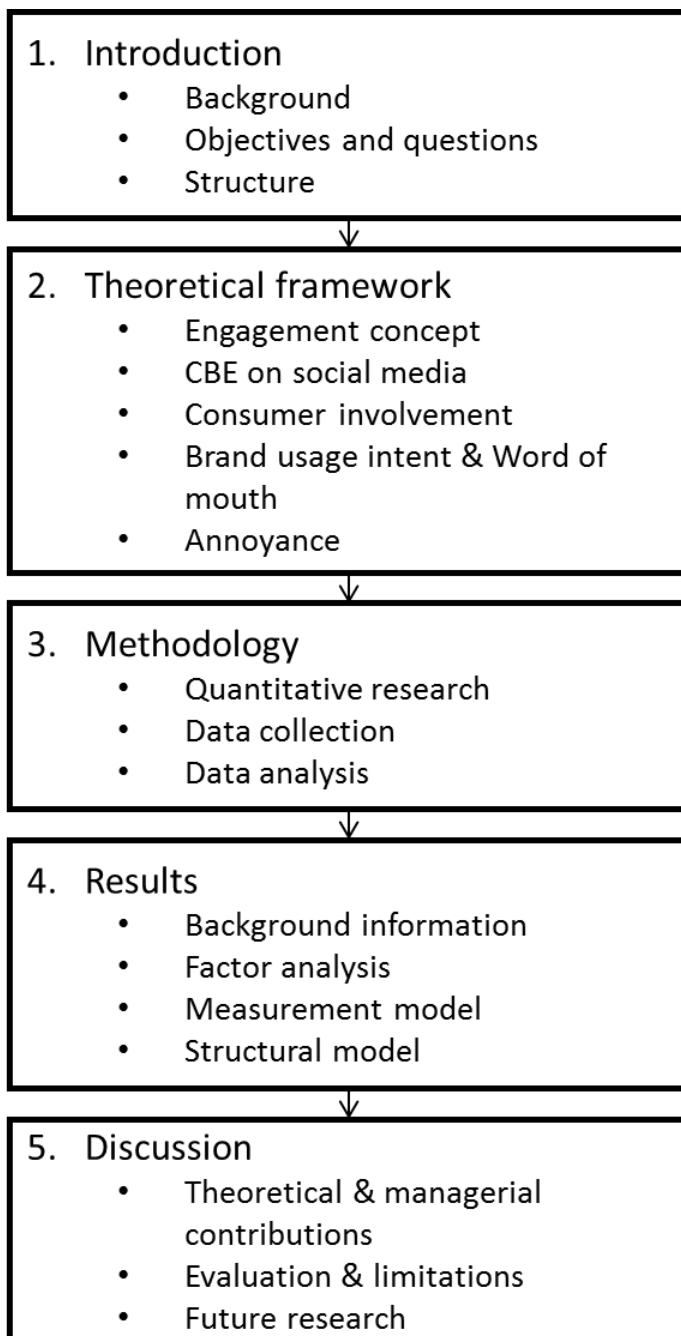 1. Introduction
• Background
• Objectives and questions
• Structure
2. Theoretical framework
• Engagement concept
• CBE on social media
• Consumer involvement
• Brand usage intent & Word of
mouth
• Annoyance
3. Methodology
• Quantitative research
• Data collection
• Data analysis
4. Results
• Background information
• Factor analysis
• Measurement model
• Structural model
5. Discussion
• Theoretical & managerial
contributions
• Evaluation & limitations
• Future research